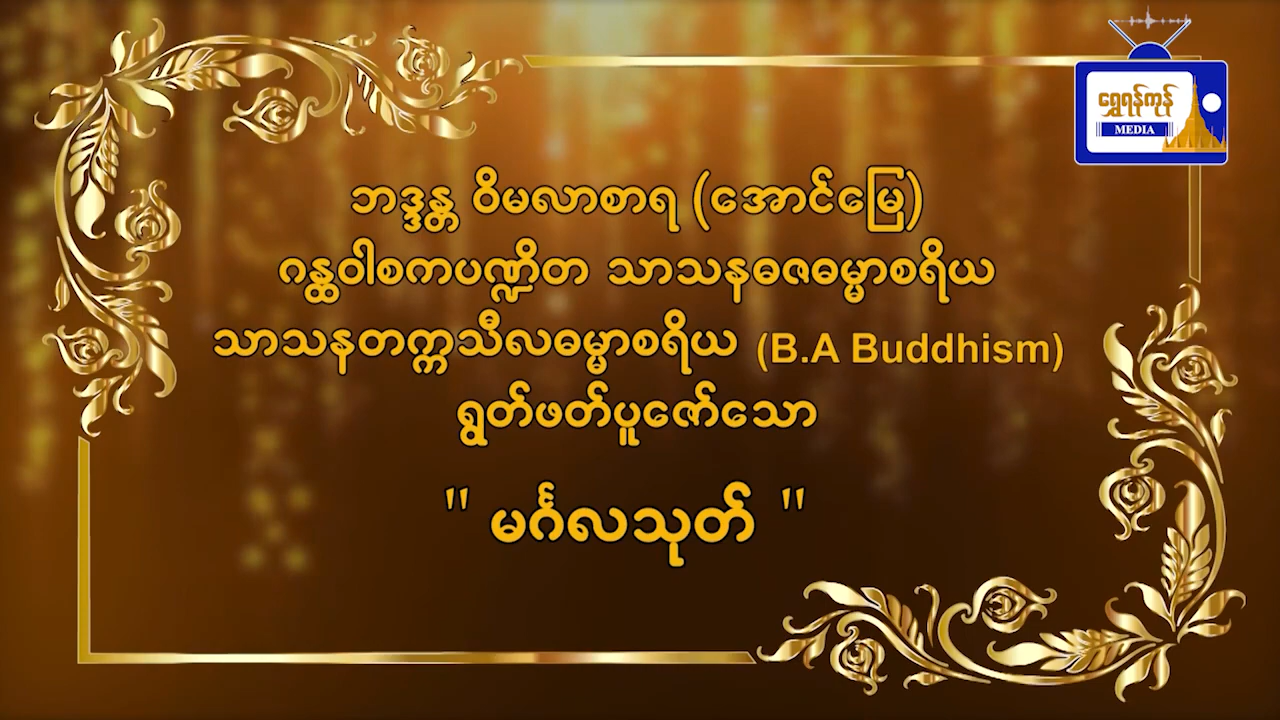 ရွှေရန်ကုန်
MEDIA
ဘဒ္ဒန္တ ဝိမလာစာရ (အောင်မြေ)
ဂန္ထဝါစကပဏ္ဍိတ သာသနဓဇဓမ္မာစရိယ
သာသနတက္ကသီလဓမ္မာစရိယ (B.A Buddhism)
ရွတ်ဖတ်ပူဇော်သော
" မင်္ဂလသုတ် "